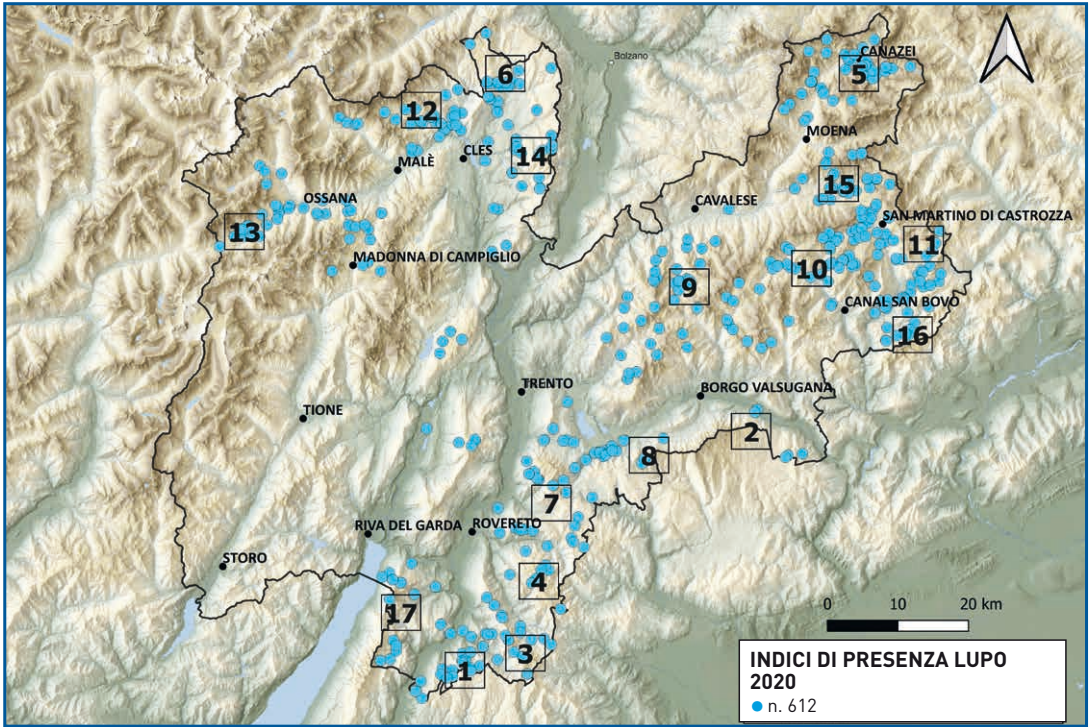 Bolzano
CANAZEI
5
6
12
MOENA
CLES
14
MALÈ
15
OSSANA
CAVALESE
SAN MARTINO DI CASTROZZA
13
11
MADONNA DI CAMPIGLIO
10
9
CANAL SAN BOVO
16
TRENTO
BORGO VALSUGANA
TIONE
2
8
7
RIVA DEL GARDA
ROVERETO
STORO
4
17
0 10 20 km
3
1
INDICI DI PRESENZA LUPO
2020
n. 612